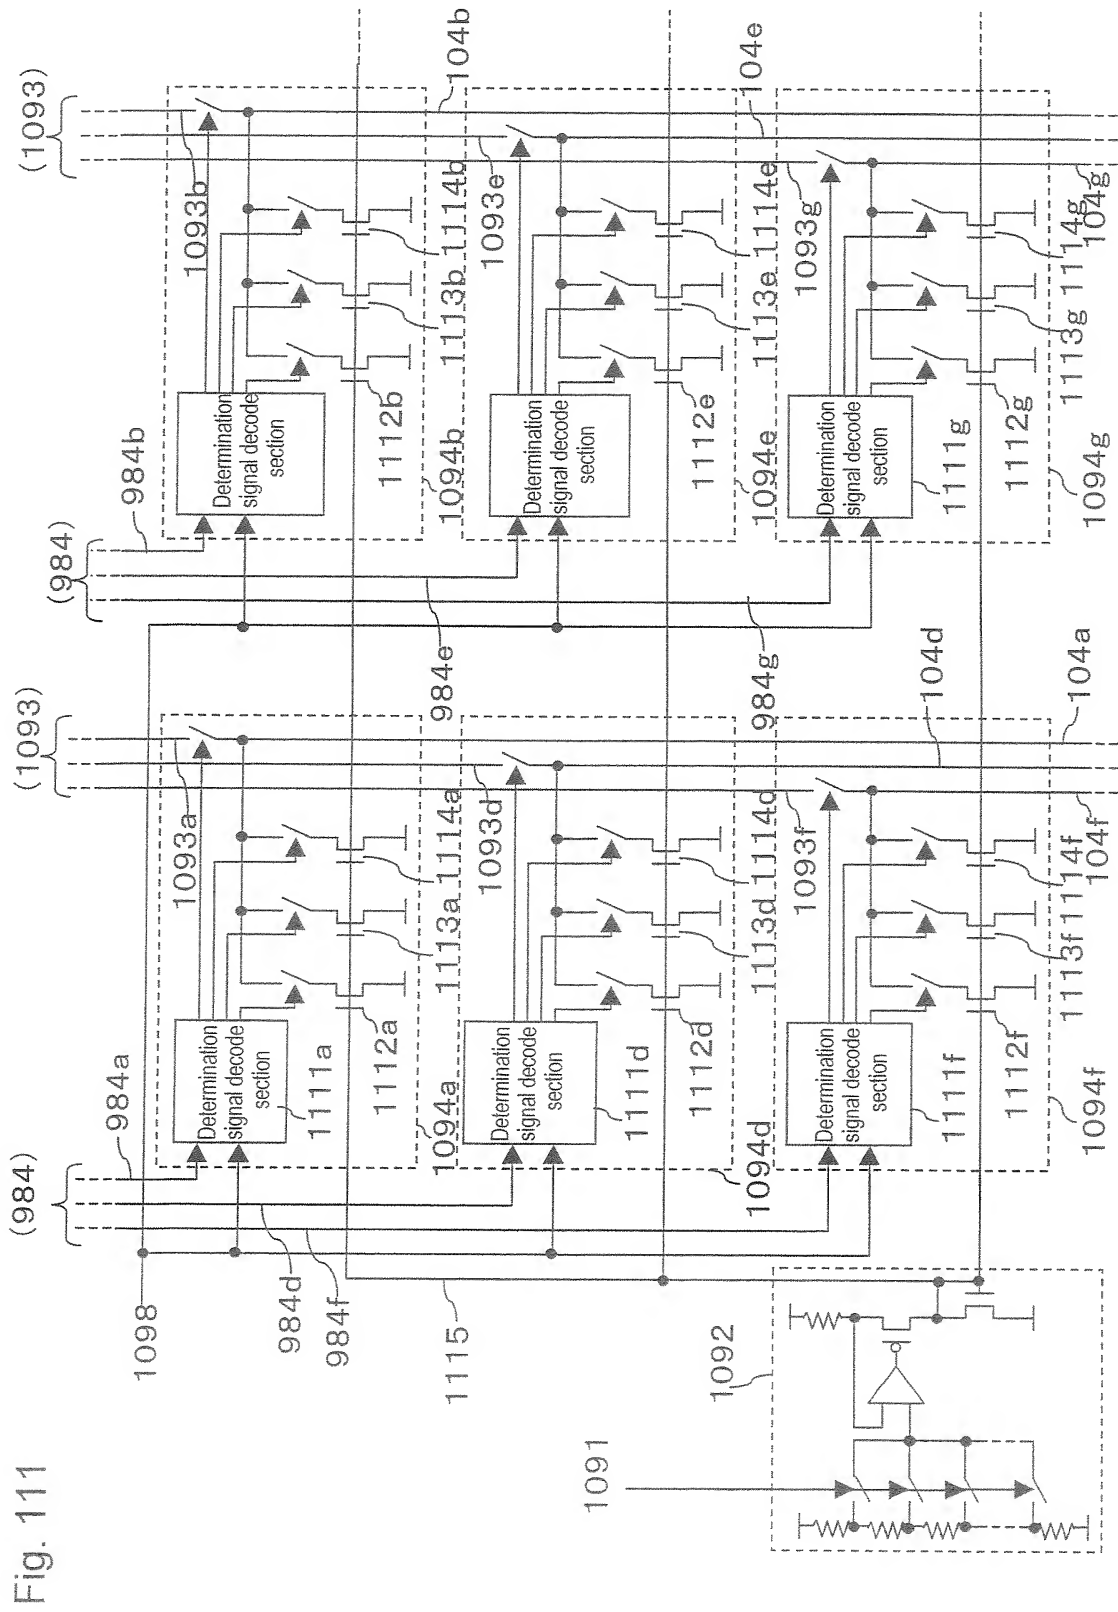 Fig. 111
1091
1092
1098
1115
(984)
984a
984d
984f
(1093)
1093a
1093d
1093f
Determination
signal decode
section
1111a
1112a
1113a
1114a
1094a
Determination
signal decode
section
1111d
1112d
1113d
1114d
1094d
Determination
signal decode
section
1111f
1112f
1113f
1114f
1094f
104a
104d
104f
(984)
984b
984e
984g
(1093)
1093b
1093e
1093g
Determination
signal decode
section
1112b
1113b
1114b
1094b
Determination
signal decode
section
1112e
1113e
1114e
1094e
Determination
signal decode
section
1111g
1112g
1113g
1114g
1094g
104b
104e
104g